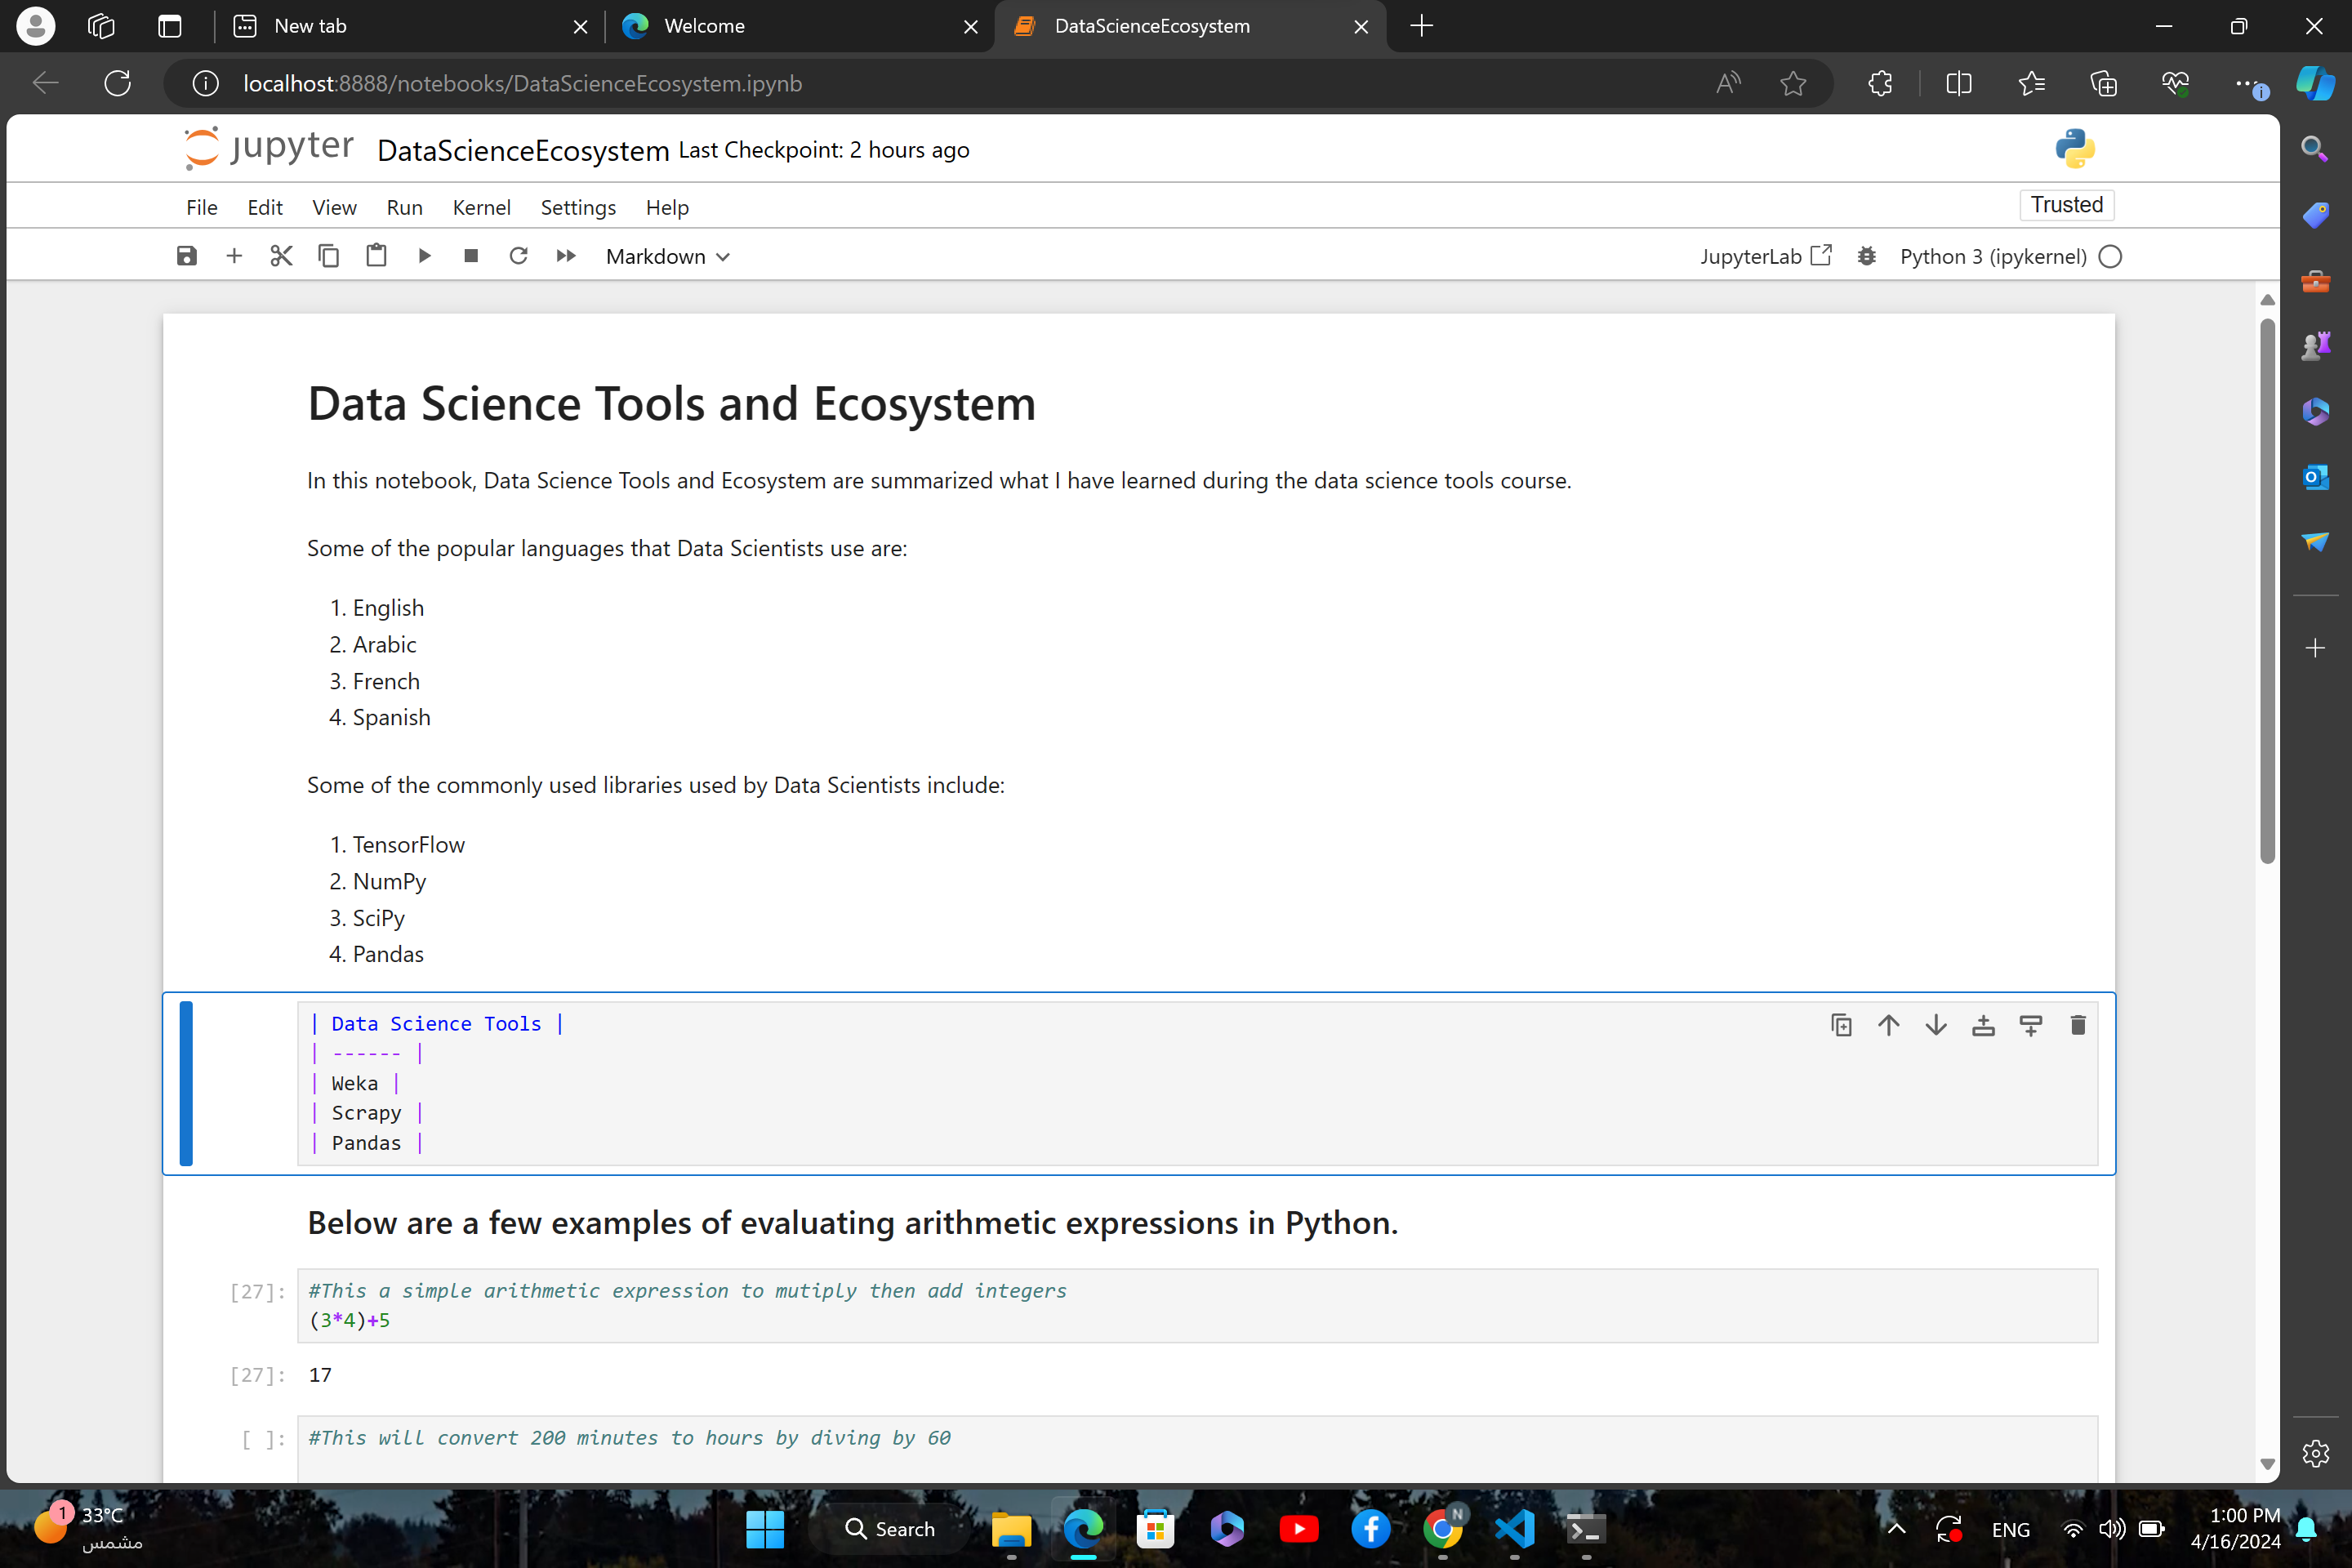 New tab
Welcome
DataScienceEcosystem
localhost:8888/notebooks/DataScienceEcosystem.ipynb
jupyter DataScienceEcosystem Last Checkpoint: 2 hours ago
File Edit View Run Kernel Settings Help
Trusted
Markdown
JupyterLab
Python 3 (ipykernel)
Data Science Tools and Ecosystem
In this notebook, Data Science Tools and Ecosystem are summarized what I have learned during the data science tools course.
Some of the popular languages that Data Scientists use are:
1. English
2. Arabic
3. French
4. Spanish
Some of the commonly used libraries used by Data Scientists include:
1. TensorFlow
2. NumPy
3. SciPy
4. Pandas
| Data Science Tools |
| ------ |
| Weka |
| Scrapy |
| Pandas |
Below are a few examples of evaluating arithmetic expressions in Python.
[27]: #This a simple arithmetic expression to mutiply then add integers
(3*4)+5
[27]: 17
[ ]: #This will convert 200 minutes to hours by diving by 60
1
33°C
مشمس
Search
N
ENG
1:00 PM
4/16/2024